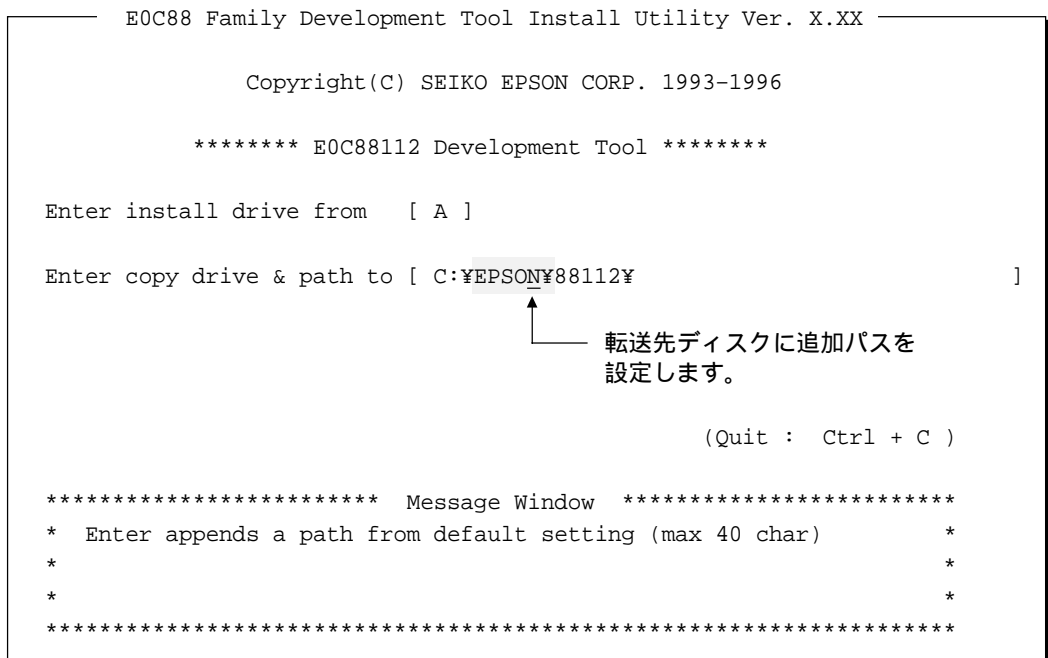 E0C88 Family Development Tool Install Utility Ver. X.XX
Copyright(C) SEIKO EPSON CORP. 1993-1996
******** E0C88112 Development Tool ********
Enter install drive from [ A ]
Enter copy drive & path to [ C:¥EPSON¥88112¥ ]
転送先ディスクに追加パスを
設定します。
(Quit : Ctrl + C )
************************* Message Window *************************
* Enter appends a path from default setting (max 40 char) *
* *
* *
********************************************************************